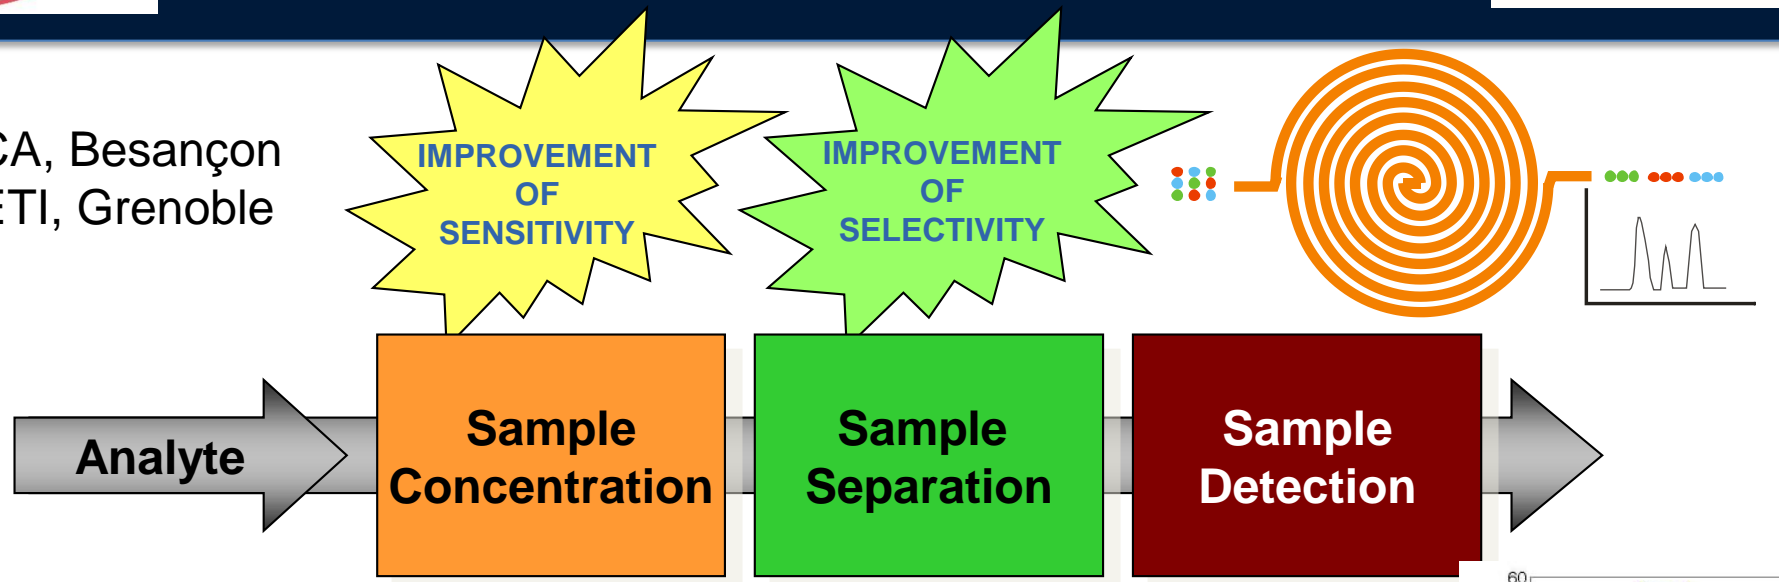 CA, Besançon
ETI, Grenoble
IMPROVEMENT
OF
SENSITIVITY
IMPROVEMENT
OF
SELECTIVITY
Analyte
Sample
Concentration
Sample
Separation
Sample
Detection
60